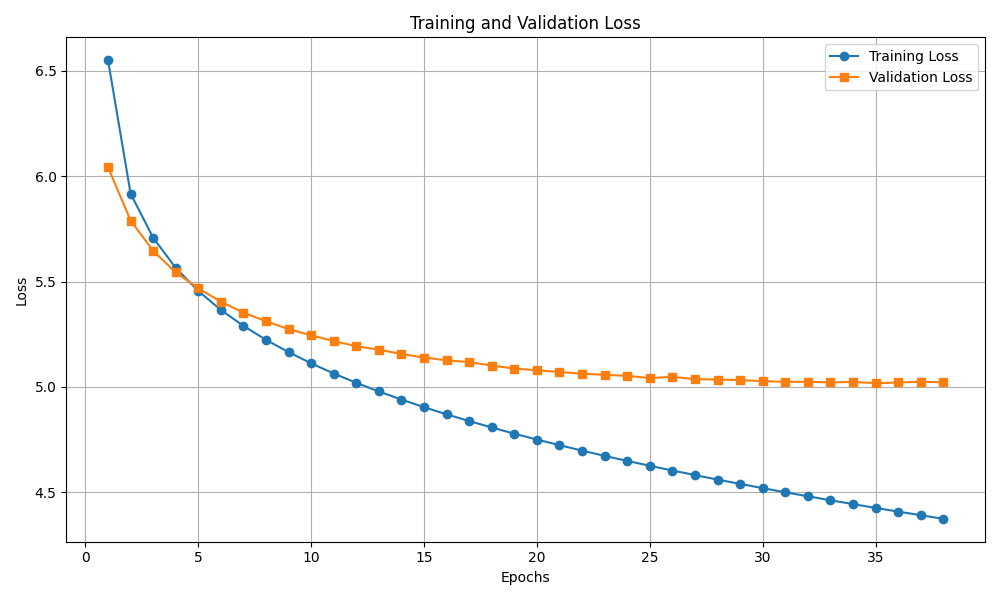 Training and Validation Loss
Training Loss
Validation Loss
Loss
6.5
6.0
5.5
5.0
4.5
0 5 10 15 20 25 30 35
Epochs